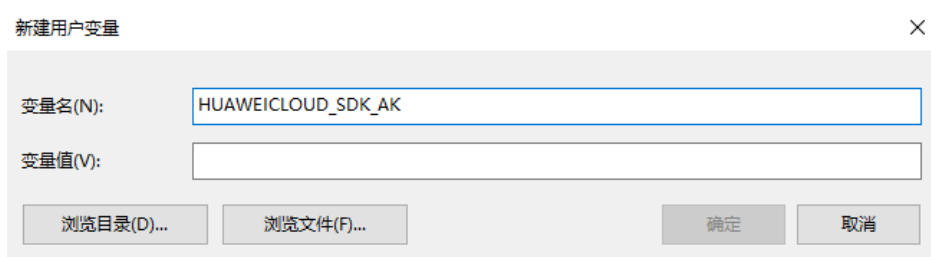 新建用户变量
变量名(N): HUAWEICLOUD_SDK_AK
变量值(V):
浏览目录(D)... 浏览文件(F)... 确定 取消